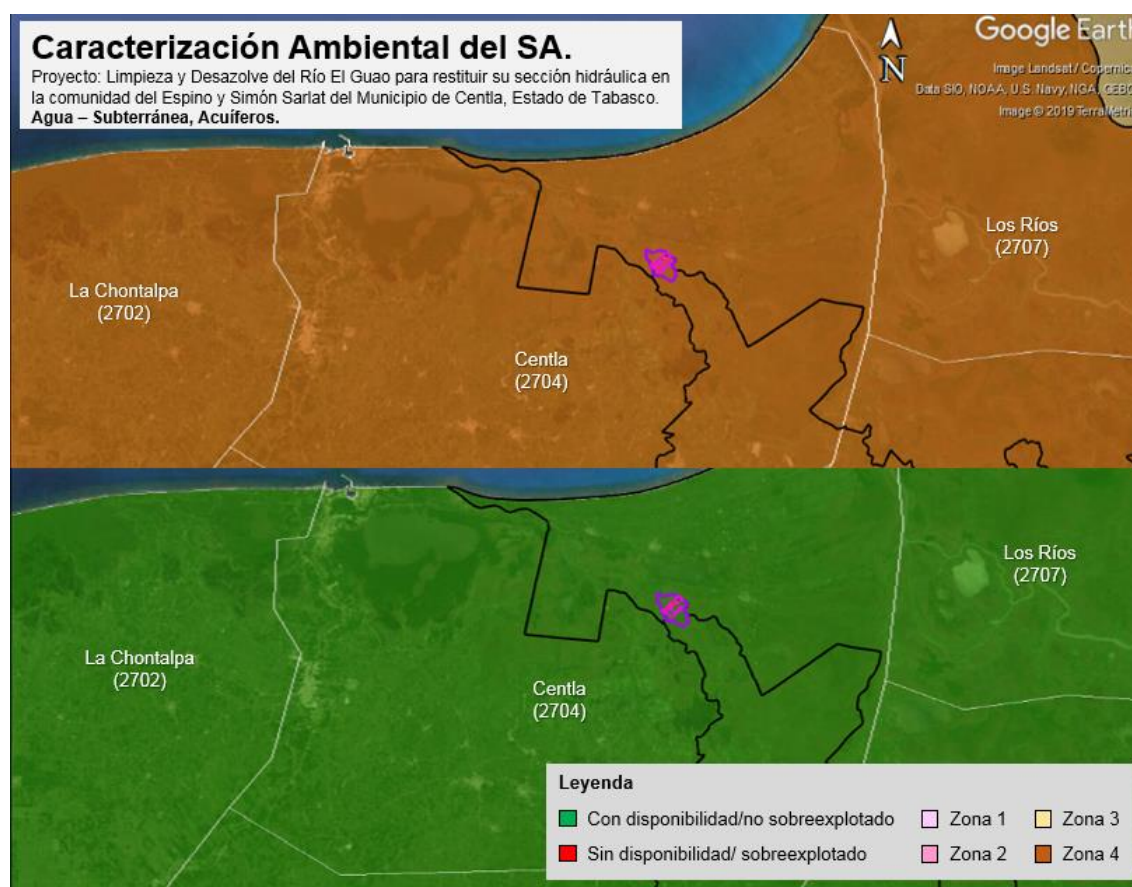 Caracterización Ambiental del SA.
Proyecto: Limpieza y Desazolve del Río El Guao para restituir su sección hidráulica en
la comunidad del Espino y Simón Sarlat del Municipio de Centla, Estado de Tabasco.
Agua – Subterránea, Acuíferos.
N
Google Earth
Image Landsat / Copernicus
Data SIO, NOAA, U.S. Navy, NGA, GEBCO
Image © 2019 TerraMetrics
La Chontalpa
(2702)
Centla
(2704)
Los Ríos
(2707)
La Chontalpa
(2702)
Centla
(2704)
Los Ríos
(2707)
Leyenda
Con disponibilidad/no sobreexplotado
Sin disponibilidad/ sobreexplotado
Zona 1
Zona 2
Zona 3
Zona 4